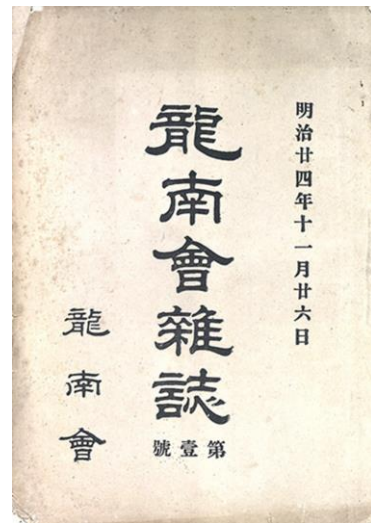 明治廿四年十一月廿六日
龍南會雜誌
第壹號
龍南會